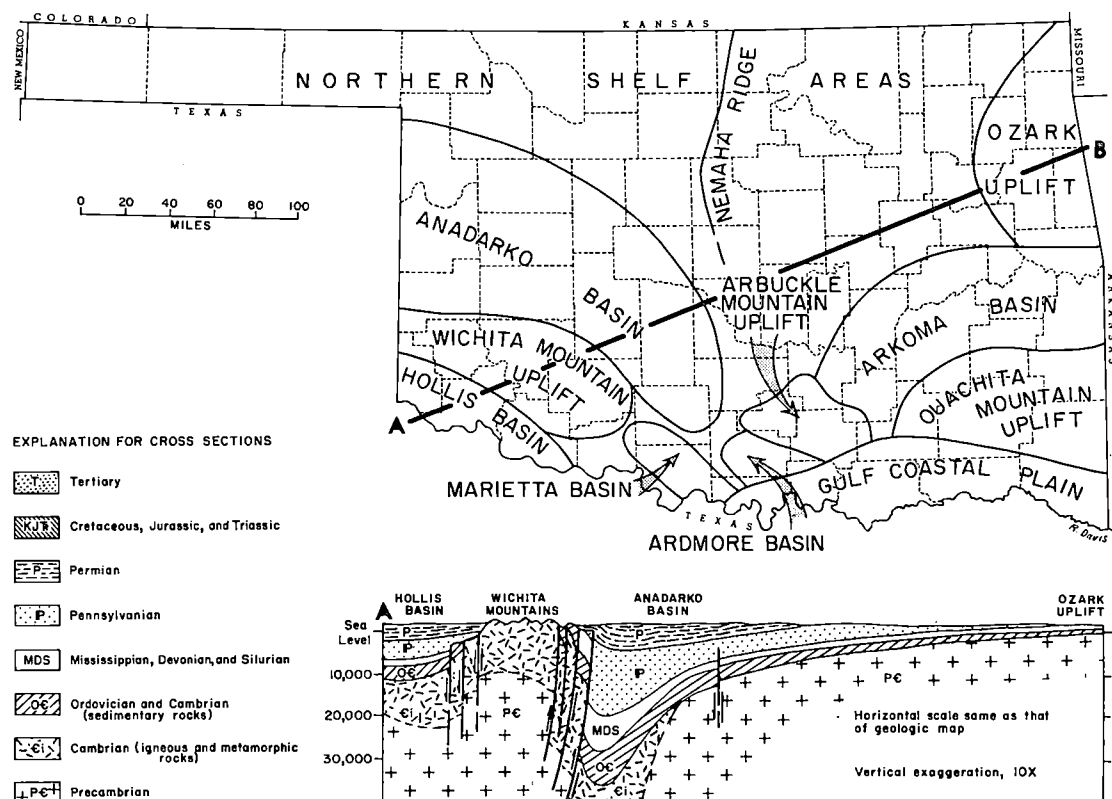 COLORADO
KANSAS
NEW MEXICO
MISSOURI
NORTHERN SHELF AREAS
TEXAS
NEMAHA RIDGE
OZARK
UPLIFT
B
0 20 40 60 80 100
MILES
ANADARKO
BASIN
ARBUCKLE
MOUNTAIN
UPLIFT
ARKANSAS
ARKOMA BASIN
WICHITA MOUNTAIN
UPLIFT
HOLLIS BASIN
A
OUACHITA
MOUNTAIN
UPLIFT
GULF COASTAL PLAIN
MARIETTA BASIN
TEXAS
ARDMORE BASIN
R. Davis
EXPLANATION FOR CROSS SECTIONS
T Tertiary
KJTR Cretaceous, Jurassic, and Triassic
P Permian
IP Pennsylvanian
MDS Mississippian, Devonian, and Silurian
O€ Ordovician and Cambrian
(sedimentary rocks)
€i Cambrian (igneous and metamorphic
rocks)
P€ Precambrian
A
HOLLIS
BASIN
WICHITA
MOUNTAINS
ANADARKO
BASIN
OZARK
UPLIFT
Sea
Level
10,000
20,000
30,000
P
IP
O€
€i
P€
P
IP
MDS
O€
€i
P€
Horizontal scale same as that
of geologic map
Vertical exaggeration, 10X